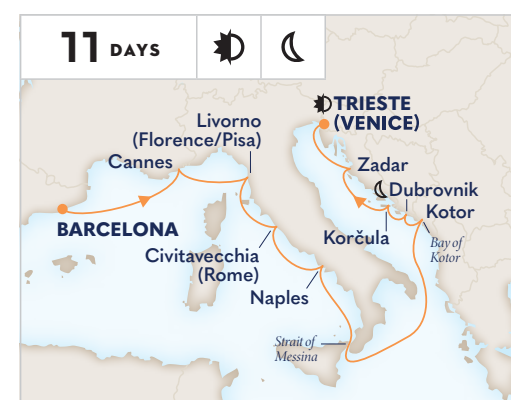 11 DAYS
TRIESTE
(VENICE)
Livorno
(Florence/Pisa)
Cannes
Zadar
Dubrovnik
Kotor
BARCELONA
Korčula
Bay of
Kotor
Civitavecchia
(Rome)
Naples
Strait of
Messina